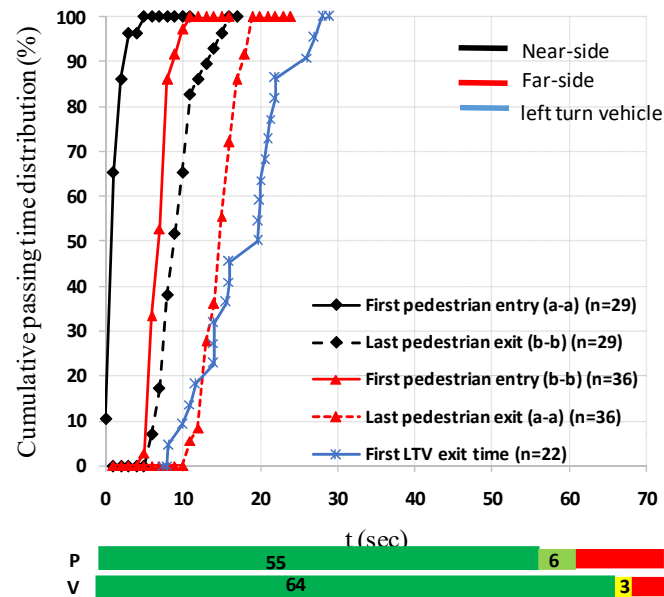 Cumulative passing time distribution (%)
100
90
80
70
60
50
40
30
20
10
0
Near-side
Far-side
left turn vehicle
First pedestrian entry (a-a) (n=29)
Last pedestrian exit (b-b) (n=29)
First pedestrian entry (b-b) (n=36)
Last pedestrian exit (a-a) (n=36)
First LTV exit time (n=22)
0 10 20 30 40 50 60 70
t (sec)
P 55 6
V 64 3